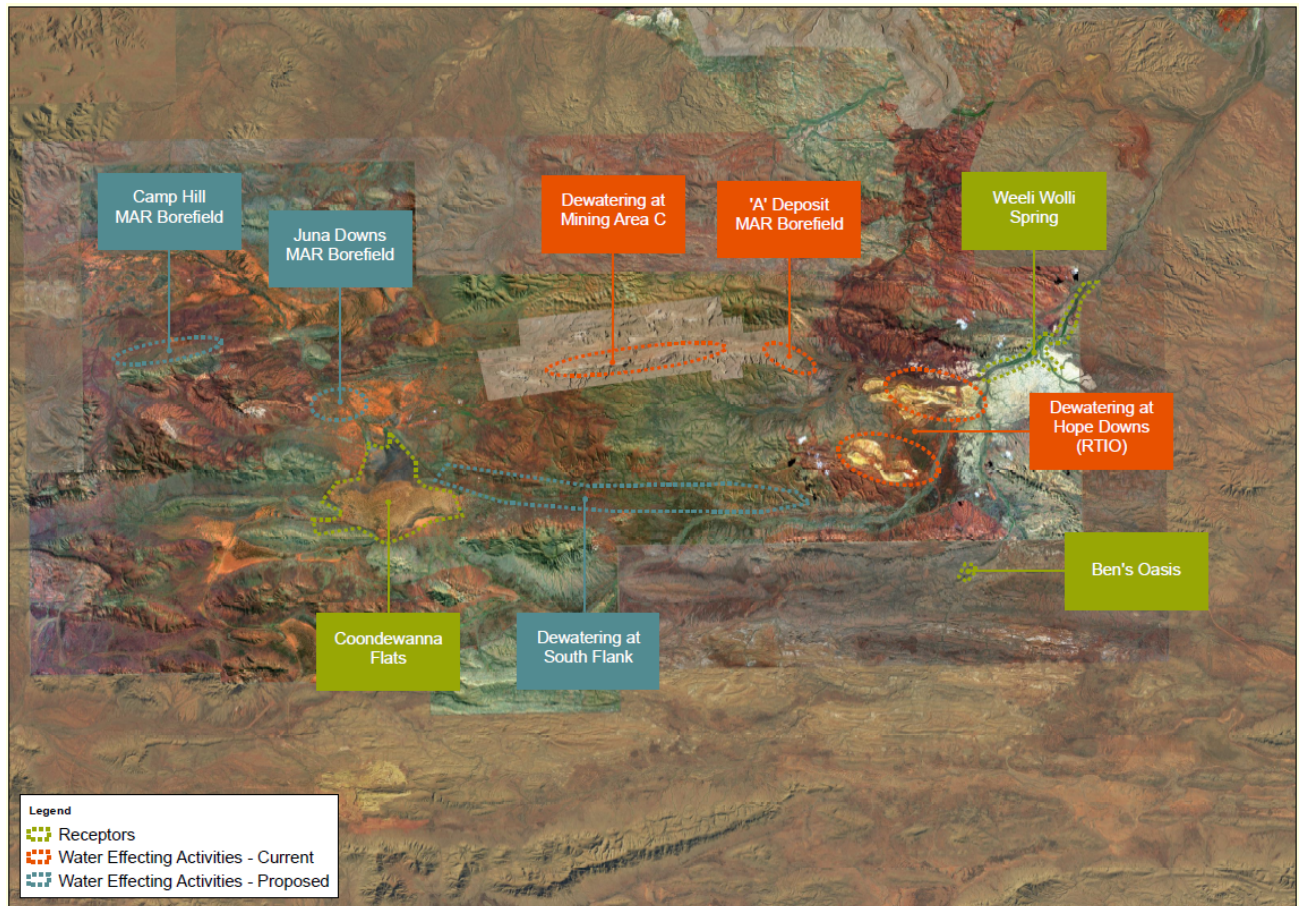 Camp Hill
MAR Borefield
Juna Downs
MAR Borefield
Dewatering at
Mining Area C
'A' Deposit
MAR Borefield
Weeli Wolli
Spring
Dewatering at
Hope Downs
(RTIO)
Ben's Oasis
Coondewanna
Flats
Dewatering at
South Flank
Legend
Receptors
Water Effecting Activities - Current
Water Effecting Activities - Proposed